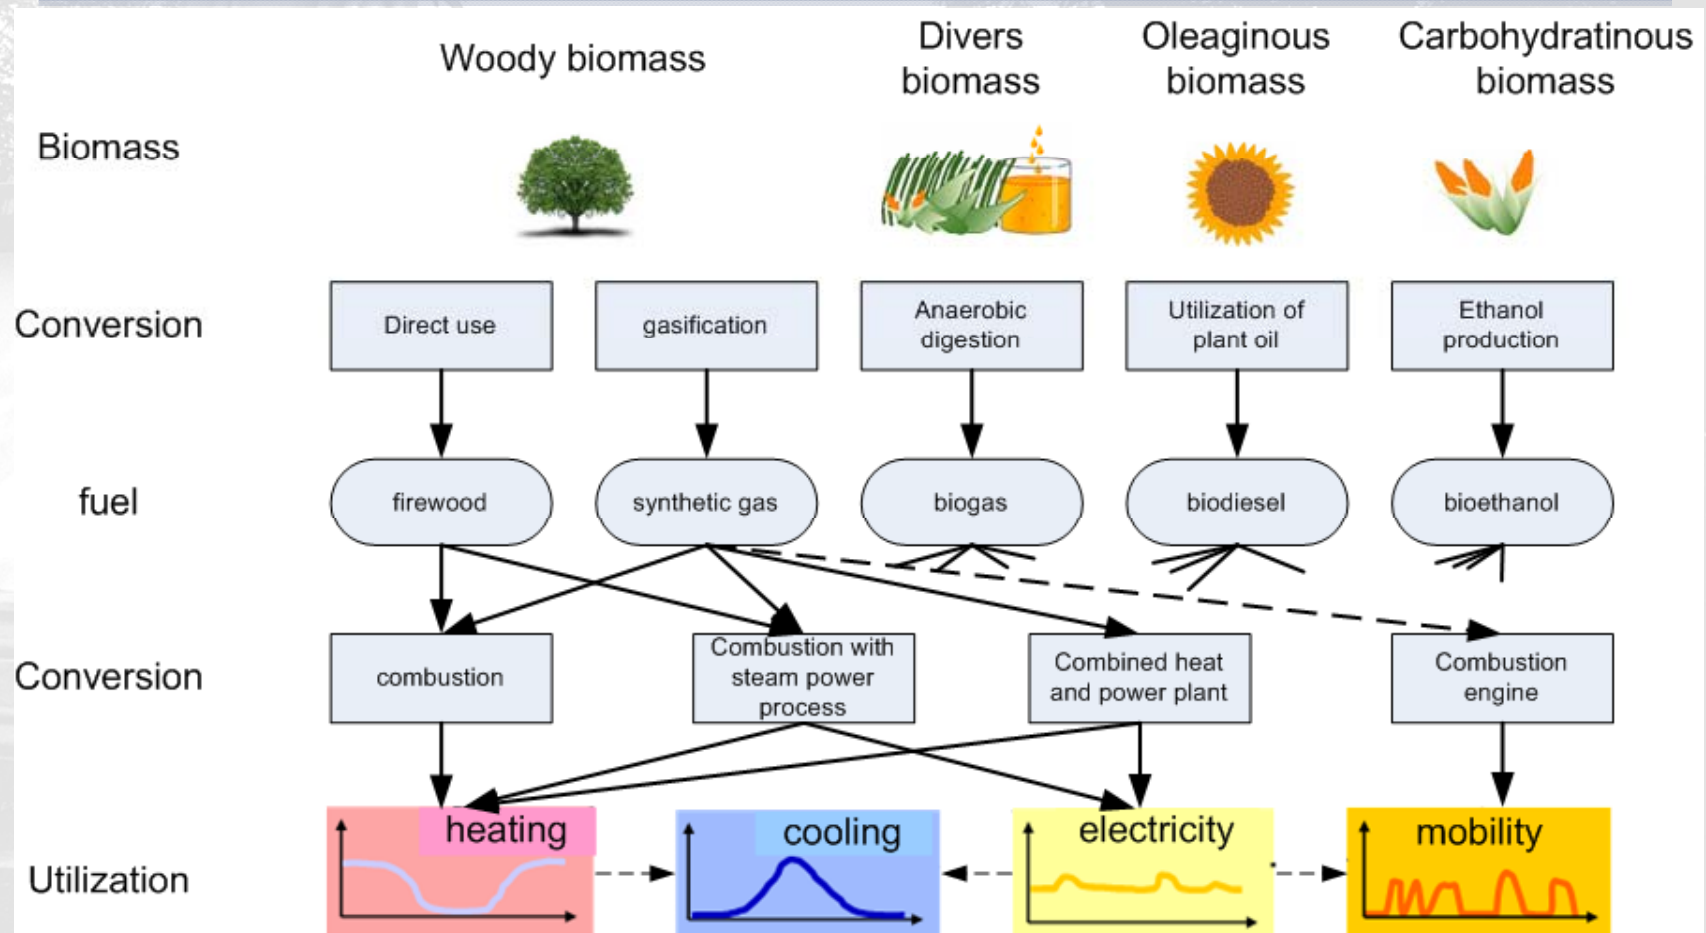 Woody biomass
Divers
biomass
Oleaginous
biomass
Carbohydratinous
biomass
Biomass
Conversion
Direct use
gasification
Anaerobic
digestion
Utilization of
plant oil
Ethanol
production
fuel
firewood
synthetic gas
biogas
biodiesel
bioethanol
Conversion
combustion
Combustion with
steam power
process
Combined heat
and power plant
Combustion
engine
Utilization
heating
cooling
electricity
mobility